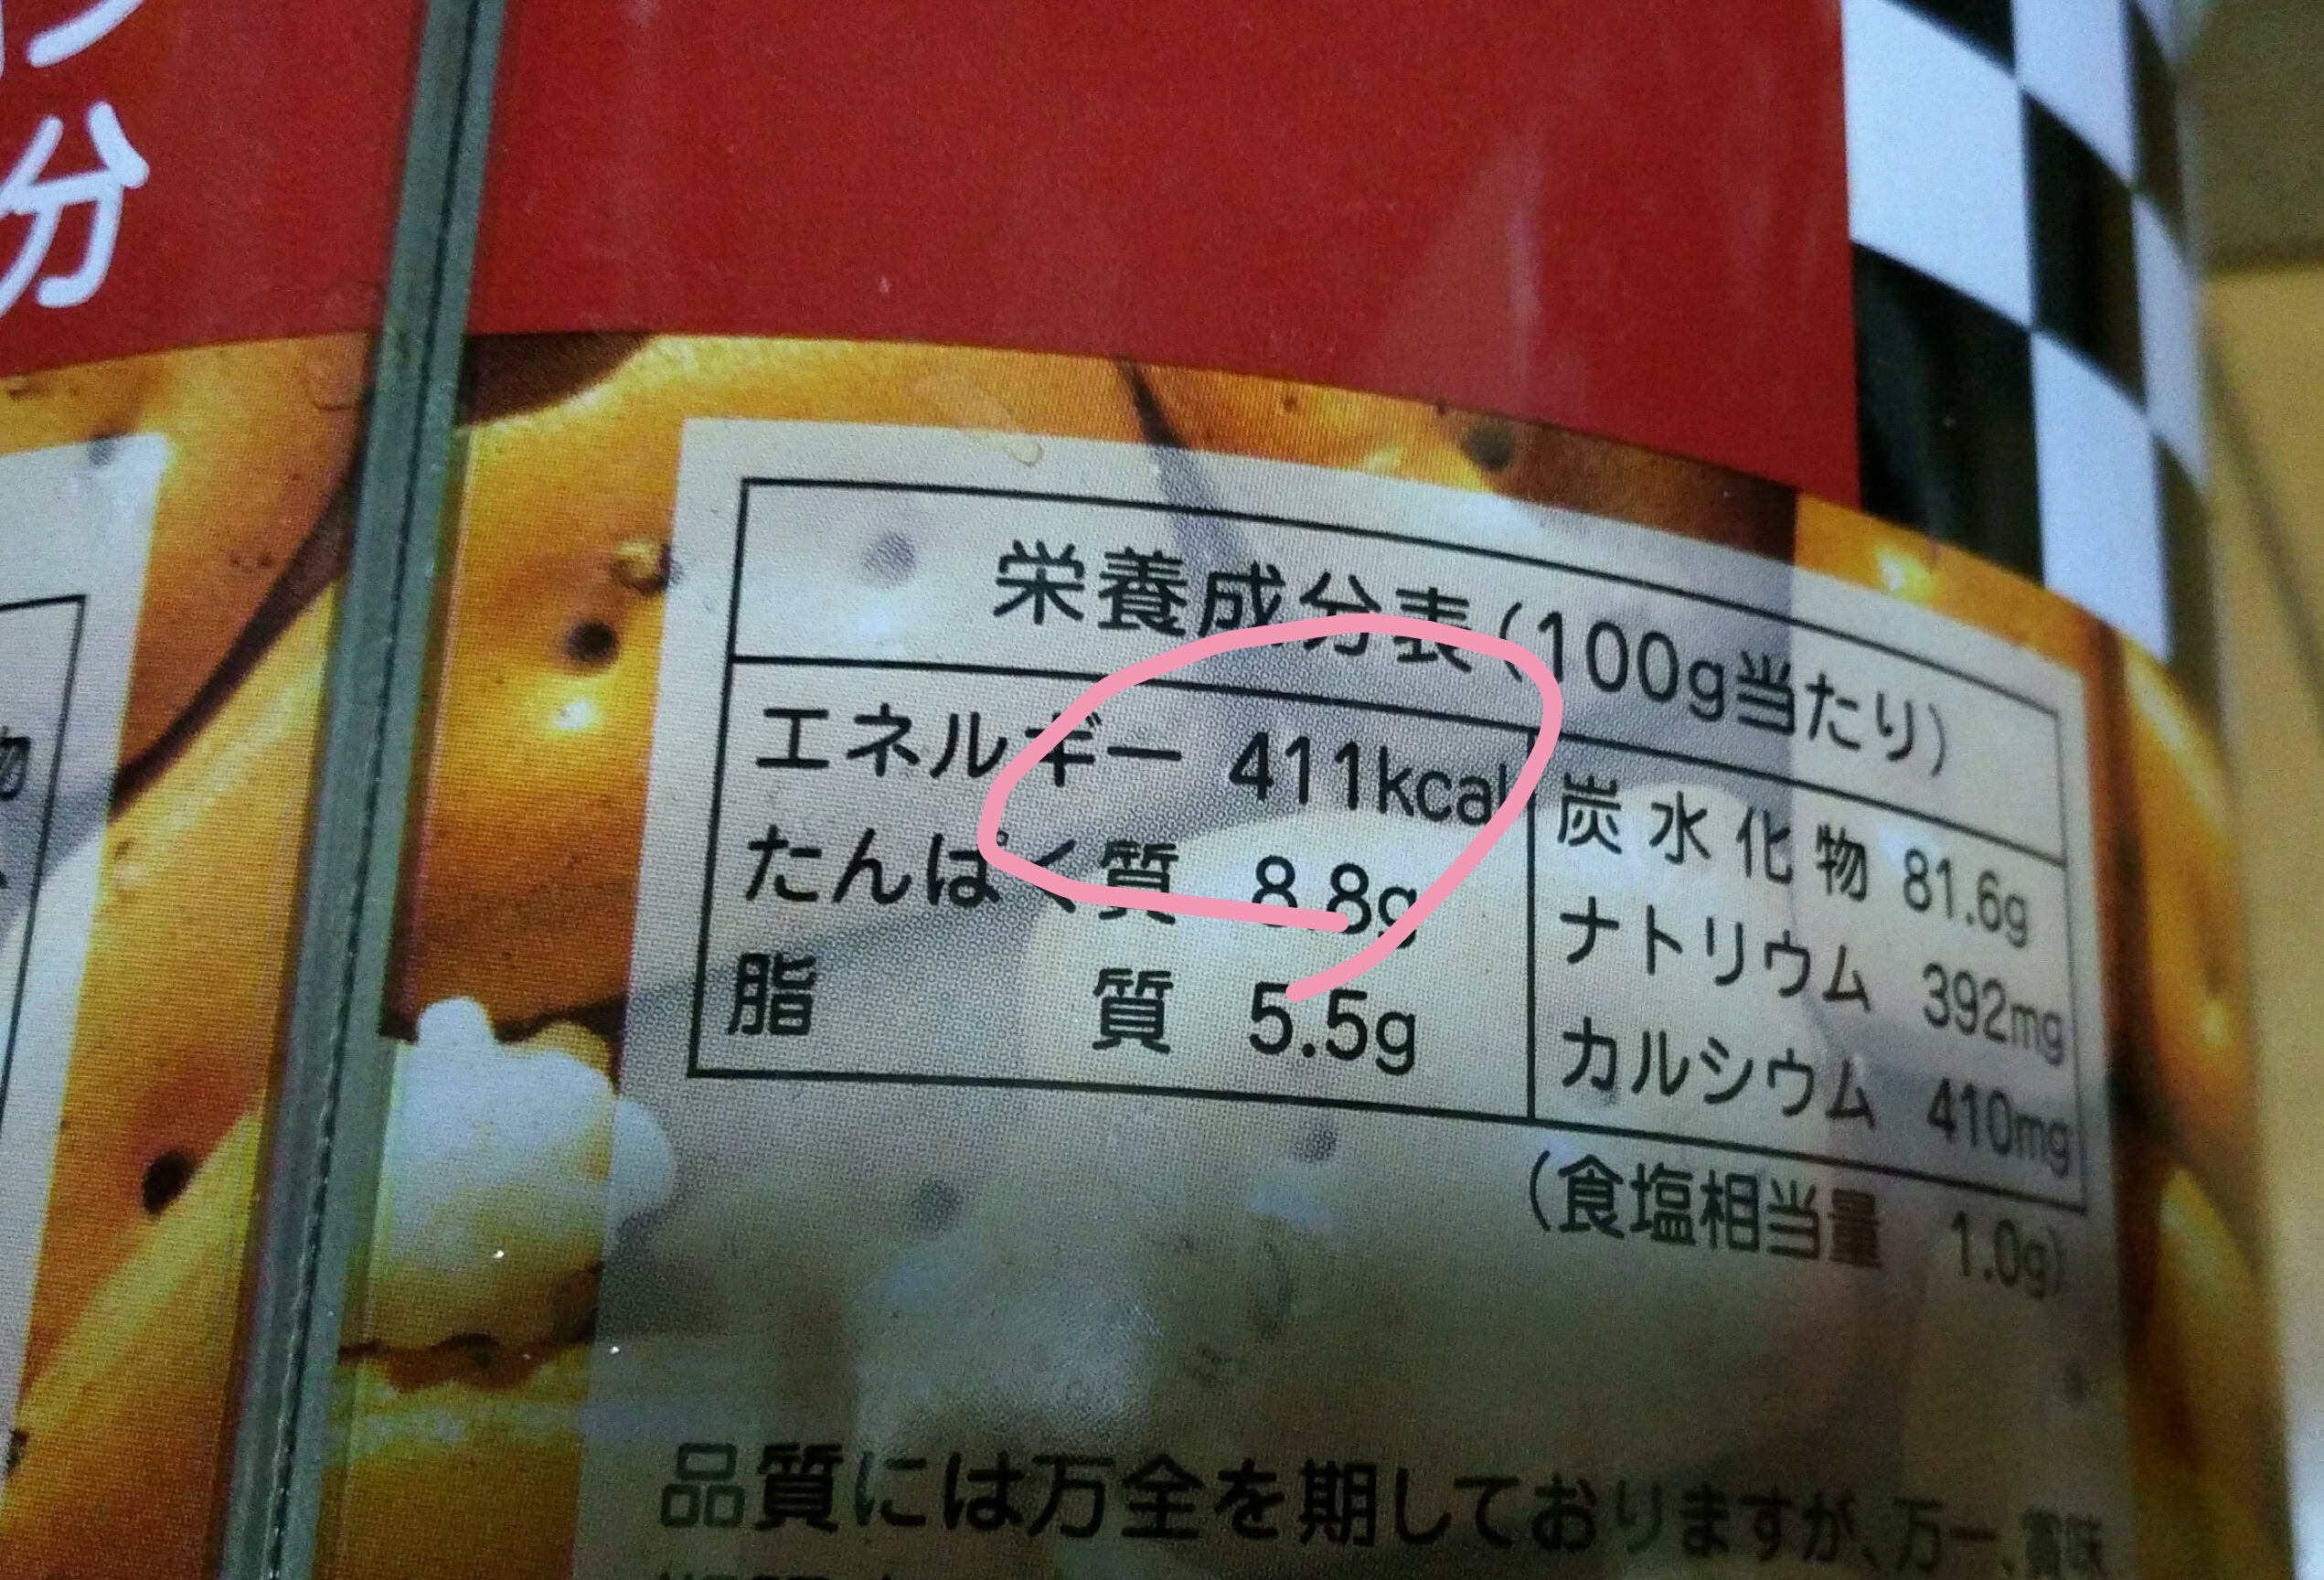 分
物
栄養成分表(100g当たり)
エネルギー 411kcal
たんぱく質 8.8g
脂質 5.5g
炭水化物 81.6g
ナトリウム 392mg
カルシウム 410mg
(食塩相当量 1.0g)
品質には万全を期しておりますが、万一、賞味